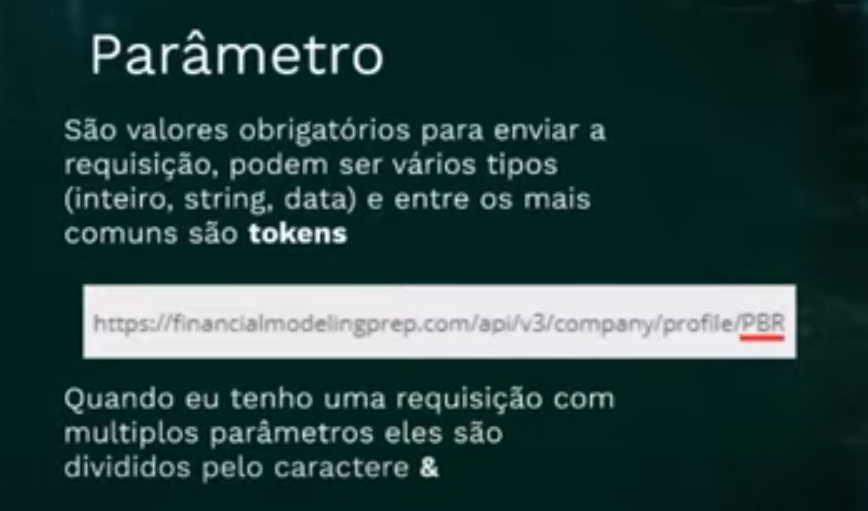 Parâmetro
São valores obrigatórios para enviar a
requisição, podem ser vários tipos
(inteiro, string, data) e entre os mais
comuns são tokens
https://financialmodelingprep.com/api/v3/company/profile/PBR
Quando eu tenho uma requisição com
multiplos parâmetros eles são
divididos pelo caractere &